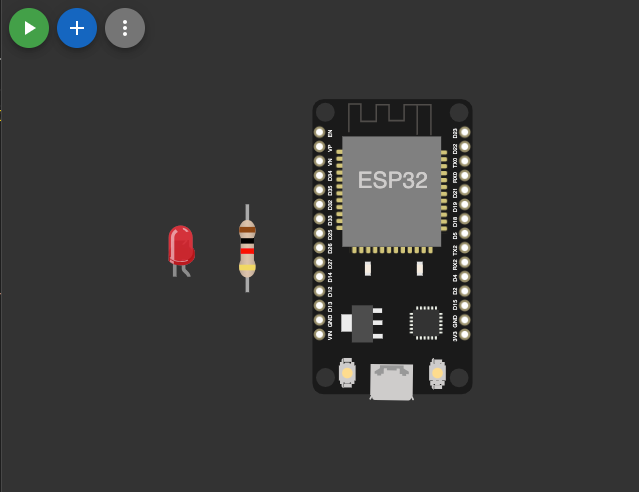 EN
VP
VN
D34
D35
D32
D33
D25
D26
D27
D14
D12
D13
GND
VIN
ESP32
D23
D22
TX0
RX0
D21
D19
D18
D5
TX2
RX2
D4
D2
D15
GND
3V3